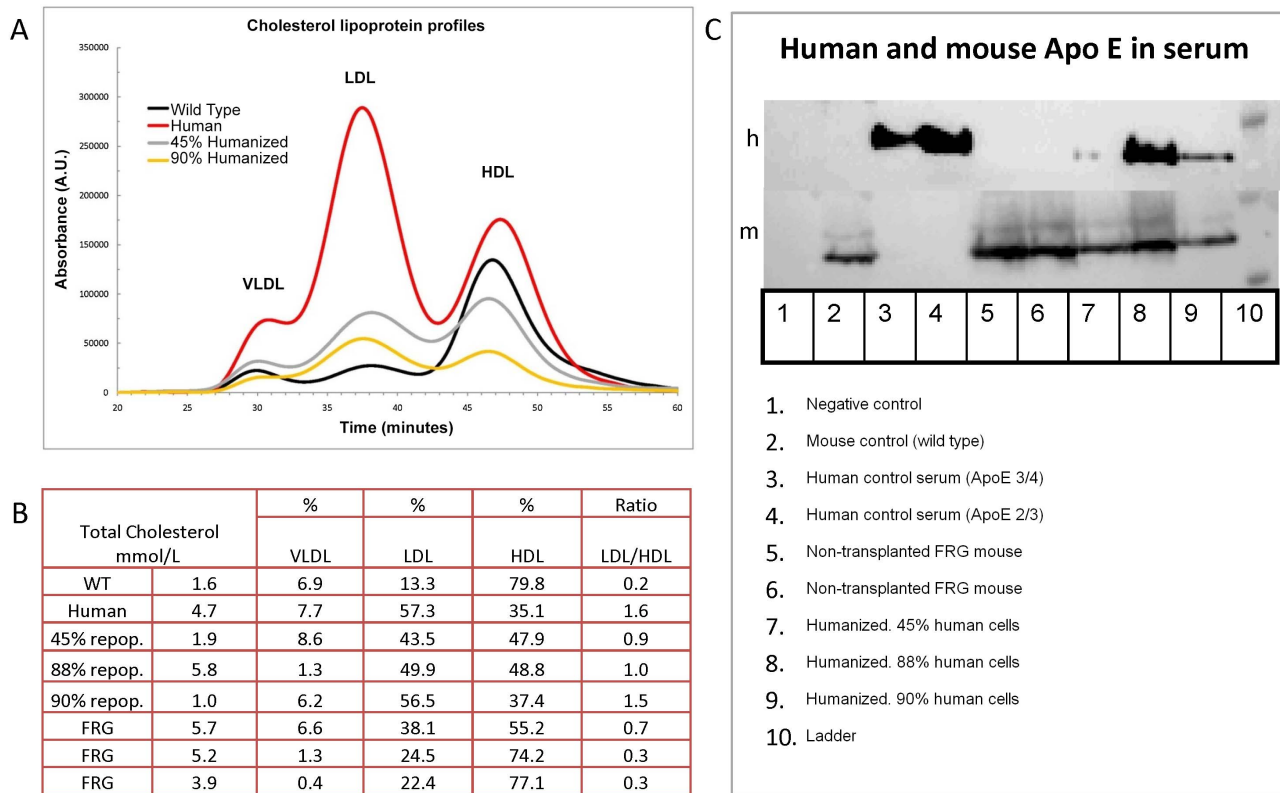 A
Cholesterol lipoprotein profiles
350000
300000
250000
200000
150000
100000
50000
0
Absorbance (A.U.)
Wild Type
Human
45% Humanized
90% Humanized
VLDL
LDL
HDL
20 25 30 35 40 45 50 55 60
Time (minutes)
B
Total Cholesterol mmol/L % % % Ratio
VLDL LDL HDL LDL/HDL
WT 1.6 6.9 13.3 79.8 0.2
Human 4.7 7.7 57.3 35.1 1.6
45% repop. 1.9 8.6 43.5 47.9 0.9
88% repop. 5.8 1.3 49.9 48.8 1.0
90% repop. 1.0 6.2 56.5 37.4 1.5
FRG 5.7 6.6 38.1 55.2 0.7
FRG 5.2 1.3 24.5 74.2 0.3
FRG 3.9 0.4 22.4 77.1 0.3
C
Human and mouse Apo E in serum
h
m
1 2 3 4 5 6 7 8 9 10
1. Negative control
2. Mouse control (wild type)
3. Human control serum (ApoE 3/4)
4. Human control serum (ApoE 2/3)
5. Non-transplanted FRG mouse
6. Non-transplanted FRG mouse
7. Humanized. 45% human cells
8. Humanized. 88% human cells
9. Humanized. 90% human cells
10. Ladder